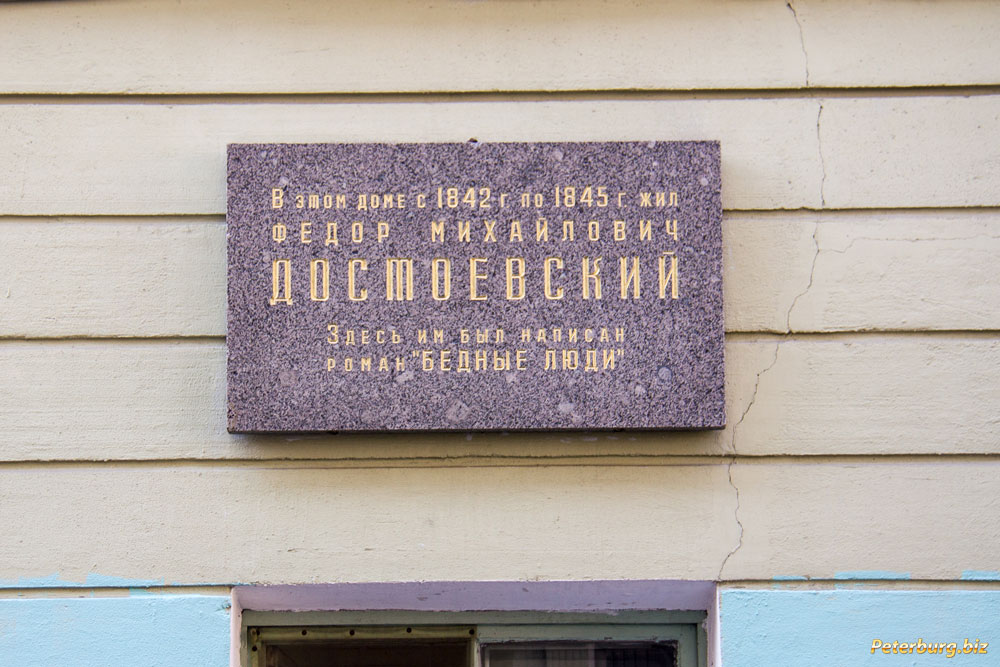 В этом доме с 1842 г по 1845 г. жил
ФЕДОР МИХАЙЛОВИЧ
ДОСТОЕВСКИЙ
Здесь им был написан
роман "БЕДНЫЕ ЛЮДИ"
Peterburg.biz